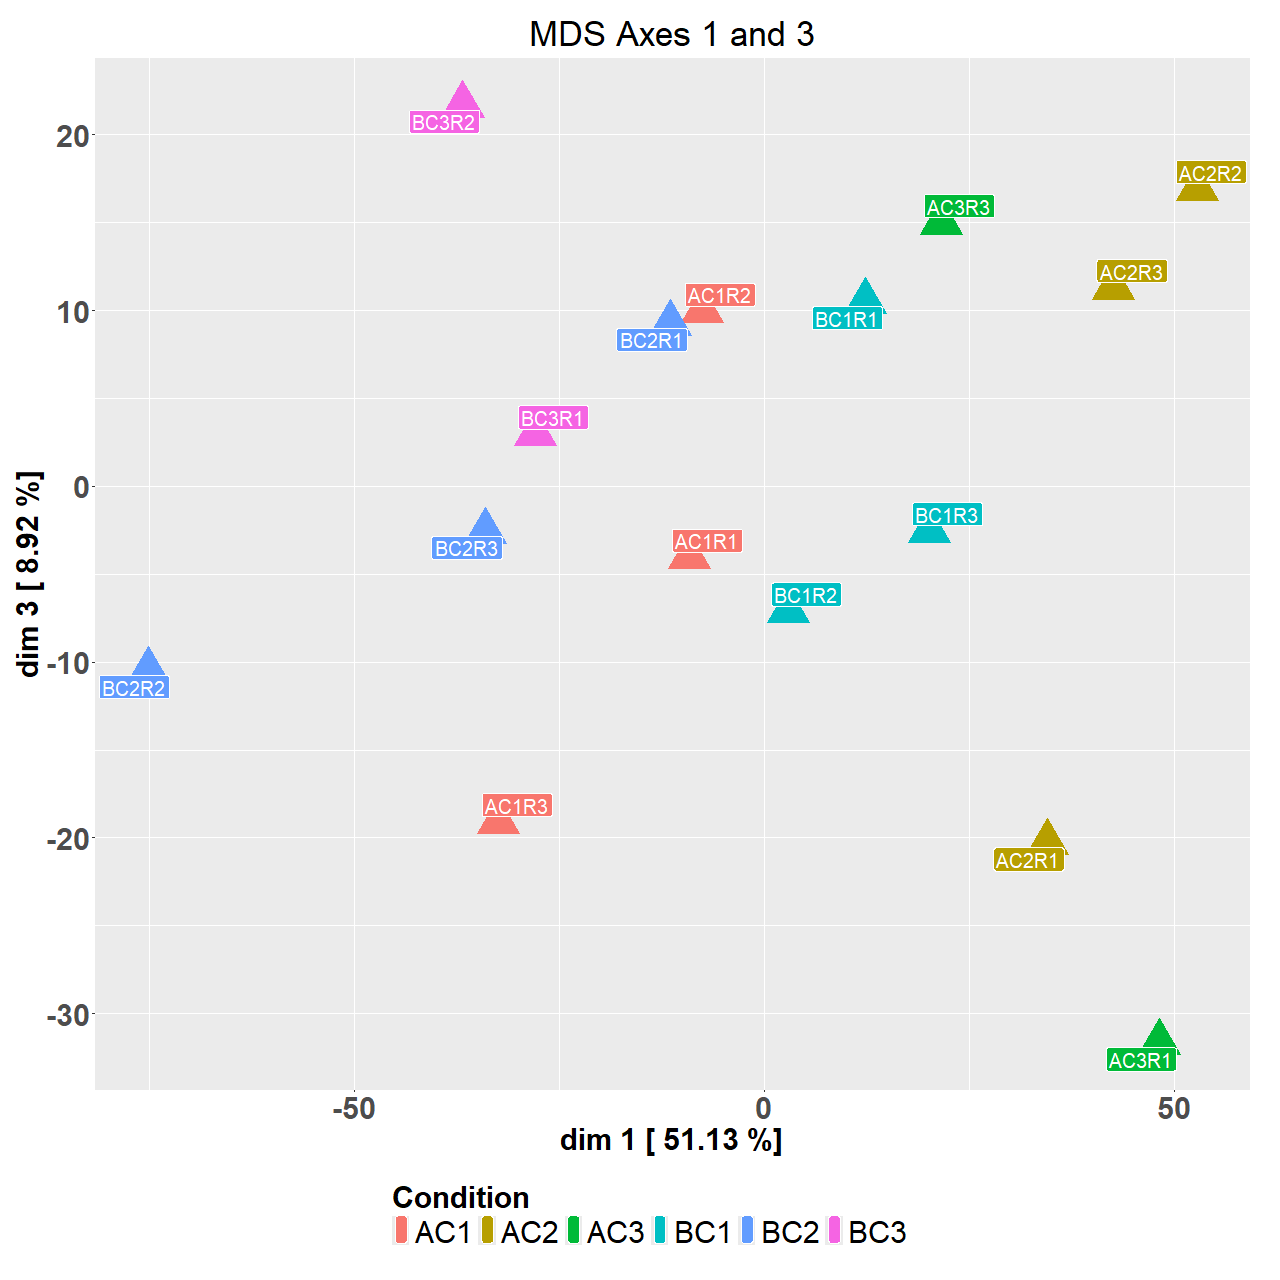 MDS Axes 1 and 3
BC3R2
20
AC2R2
AC3R3
AC2R3
AC1R2
10
BC1R1
BC2R1
BC3R1
0
BC1R3
AC1R1
BC2R3
BC1R2
-10
BC2R2
AC1R3
-20
AC2R1
-30
AC3R1
dim 3 [ 8.92 %]
-50 0 50
dim 1 [ 51.13 %]
Condition
AC1 AC2 AC3 BC1 BC2 BC3